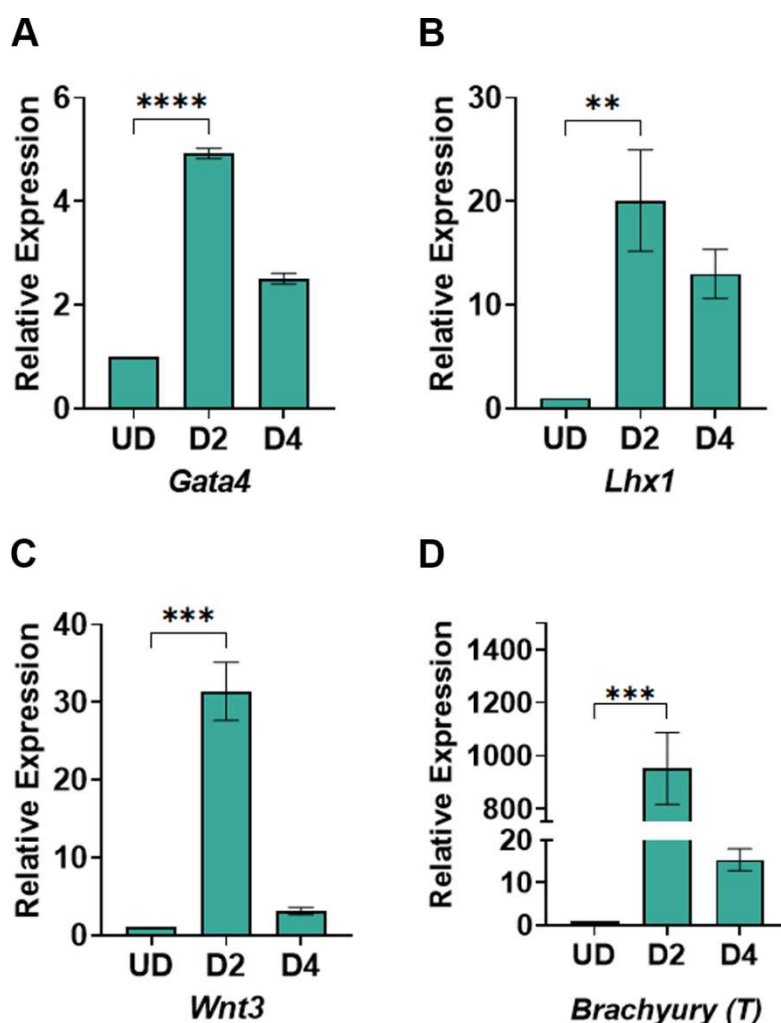 A
Relative Expression
6
4
2
0
****
UD D2 D4
Gata4
B
Relative Expression
30
20
10
0
**
UD D2 D4
Lhx1
C
Relative Expression
40
30
20
10
0
***
UD D2 D4
Wnt3
D
Relative Expression
1400
1200
1000
800
20
10
0
***
UD D2 D4
Brachyury (T)